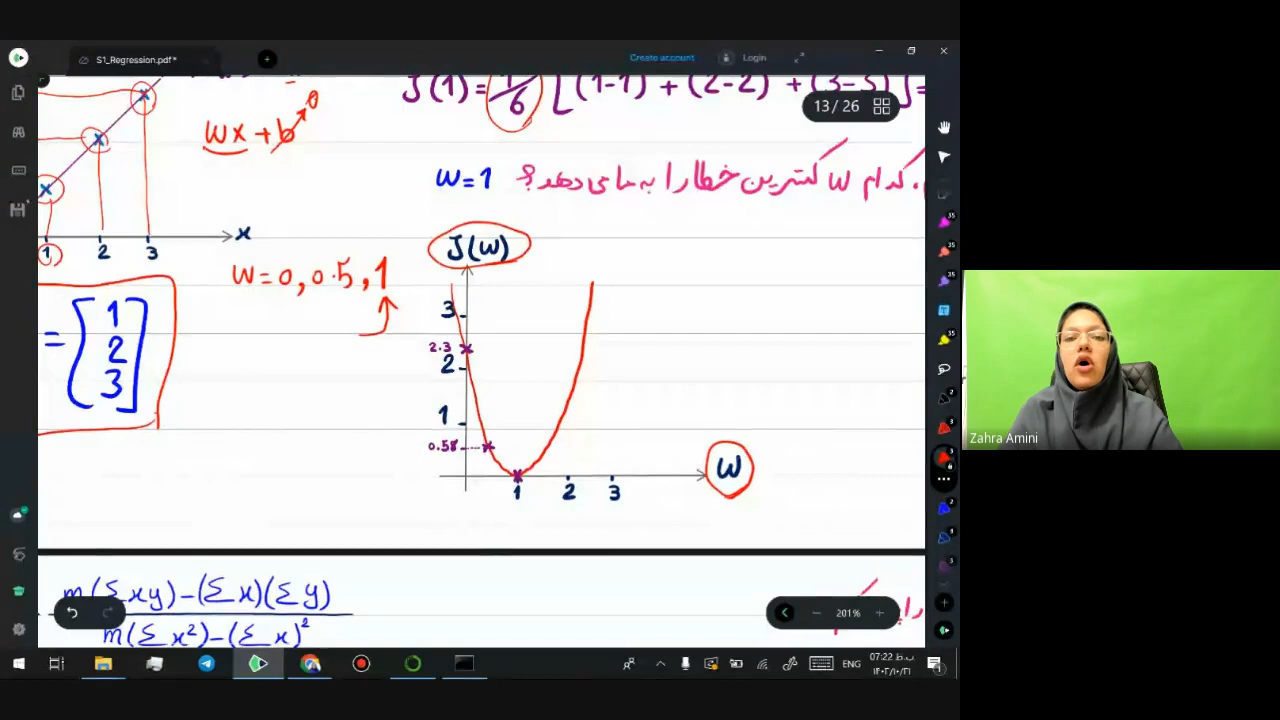 S1_Regression.pdf*
Create account
Login
J(1) = 1/6 [(1-1) + (2-2) + (3-3)] =
13 / 26
wx + b 0
w=1 کدام w کمترین خطا را به ما می دهد؟
x
1 2 3
J(w)
w = 0, 0.5, 1
3
2.3
2
1
0.58
1 2 3
w
= [1 2 3]
Zahra Amini
m(Σxy) - (Σx)(Σy)
m(Σx²) - (Σx)²
201%
ENG
07:22 ب.ظ
۱۴۰۲/۱۰/۲۱